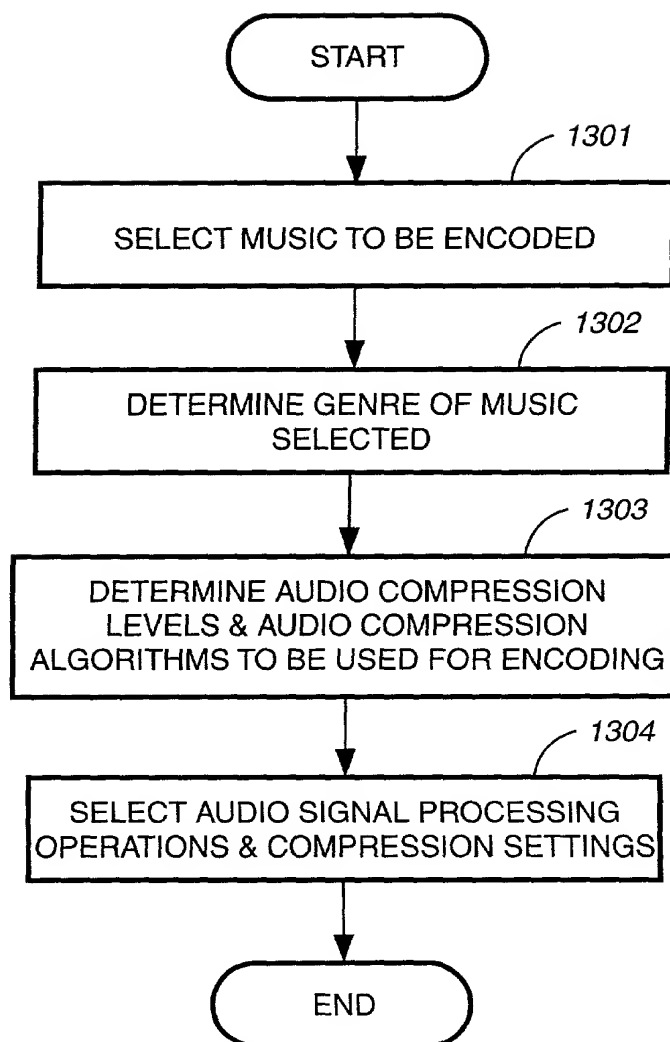 START
1301
SELECT MUSIC TO BE ENCODED
1302
DETERMINE GENRE OF MUSIC
SELECTED
1303
DETERMINE AUDIO COMPRESSION
LEVELS & AUDIO COMPRESSION
ALGORITHMS TO BE USED FOR ENCODING
1304
SELECT AUDIO SIGNAL PROCESSING
OPERATIONS & COMPRESSION SETTINGS
END